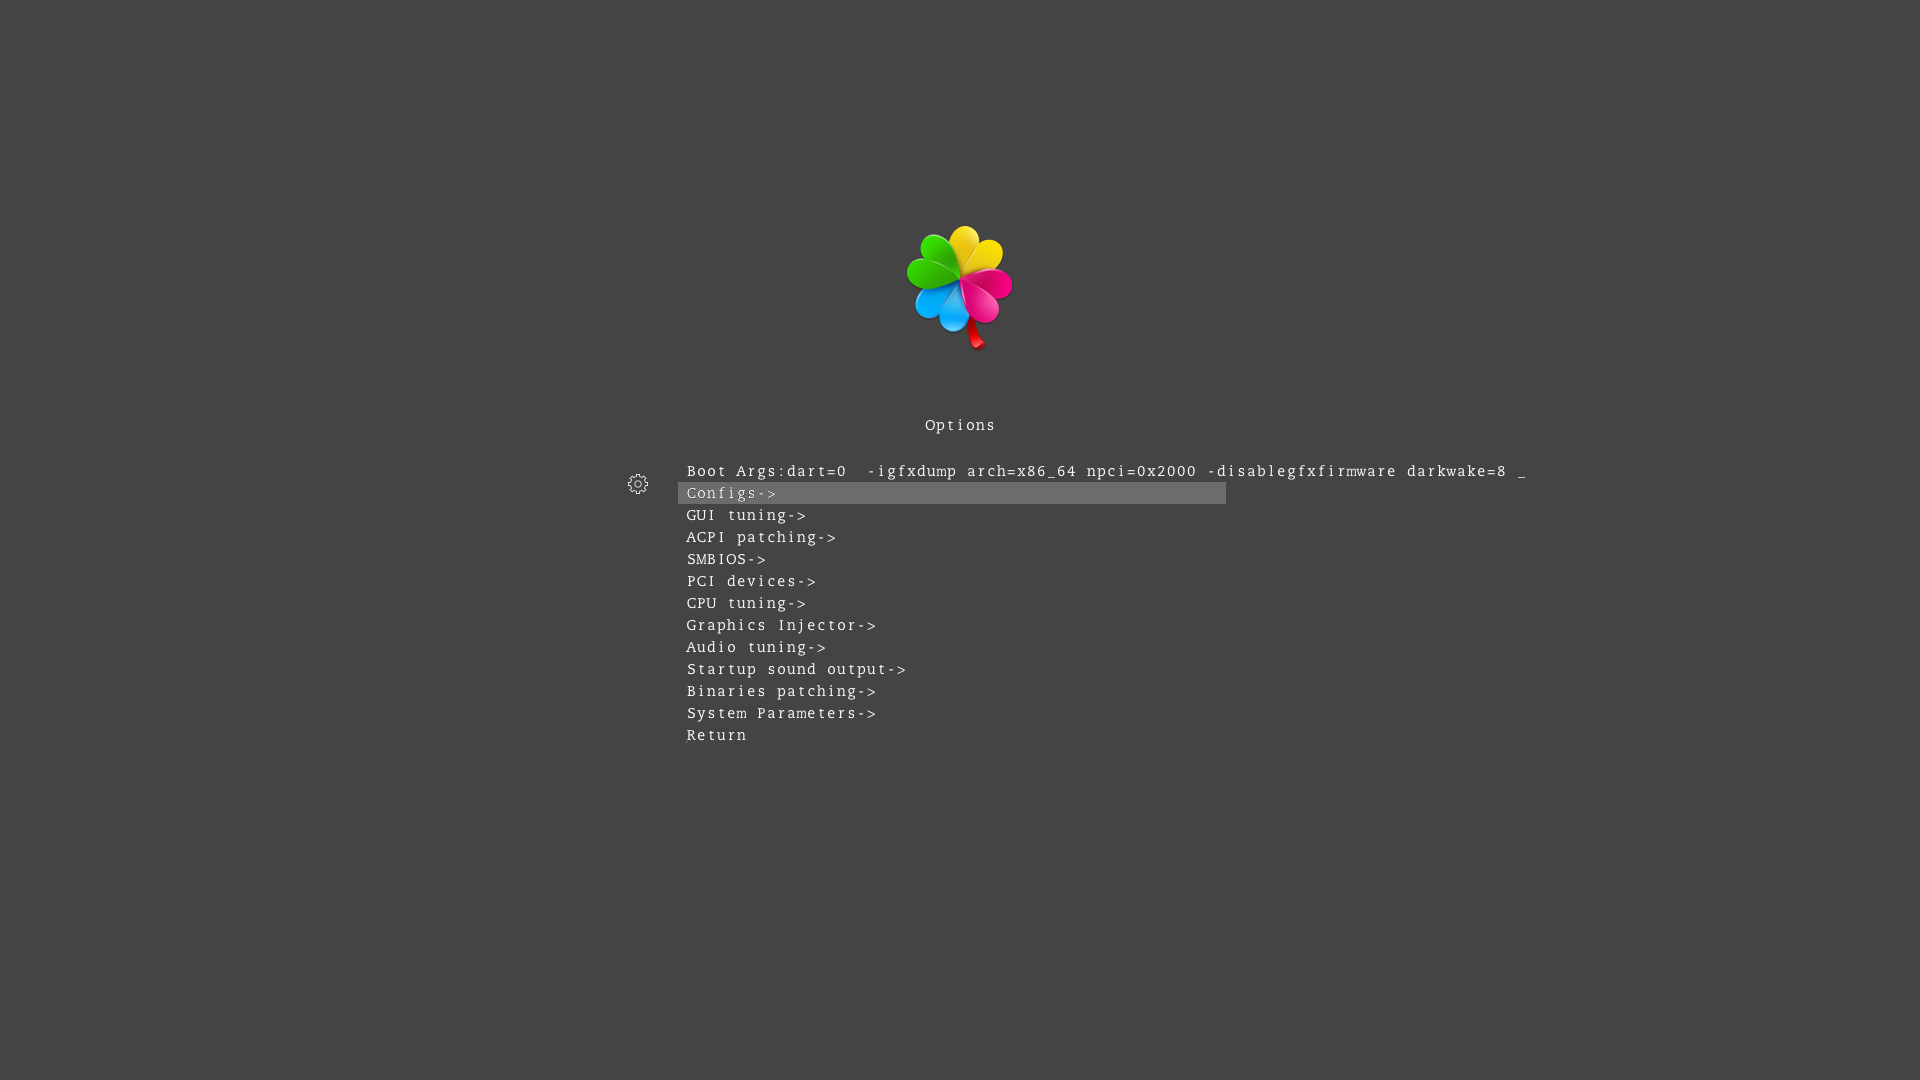 Options
Boot Args:dart=0  -igfxdump arch=x86_64 npci=0x2000 -disablegfxfirmware darkwake=8 _
Configs->
GUI tuning->
ACPI patching->
SMBIOS->
PCI devices->
CPU tuning->
Graphics Injector->
Audio tuning->
Startup sound output->
Binaries patching->
System Parameters->
Return